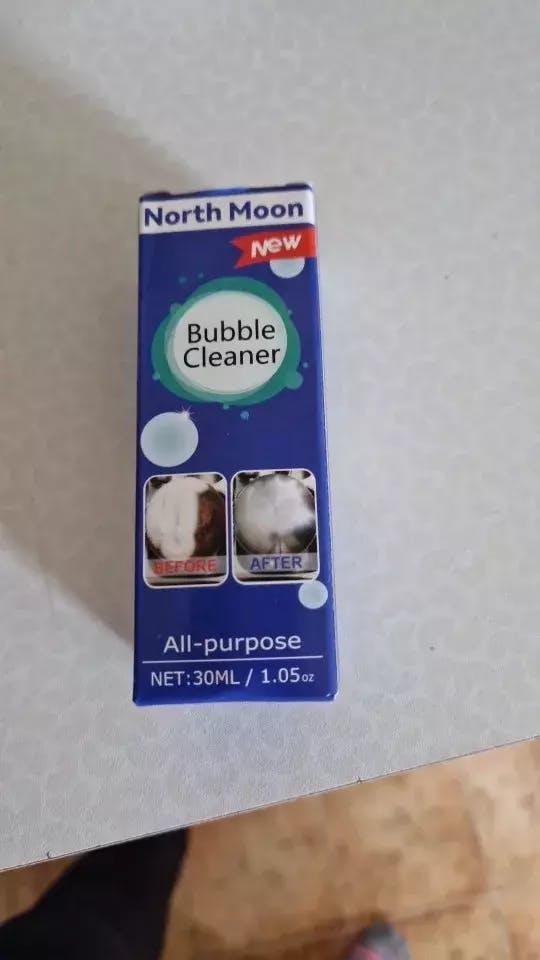 North Moon
New
Bubble
Cleaner
BEFORE
AFTER
All-purpose
NET:30ML / 1.05oz